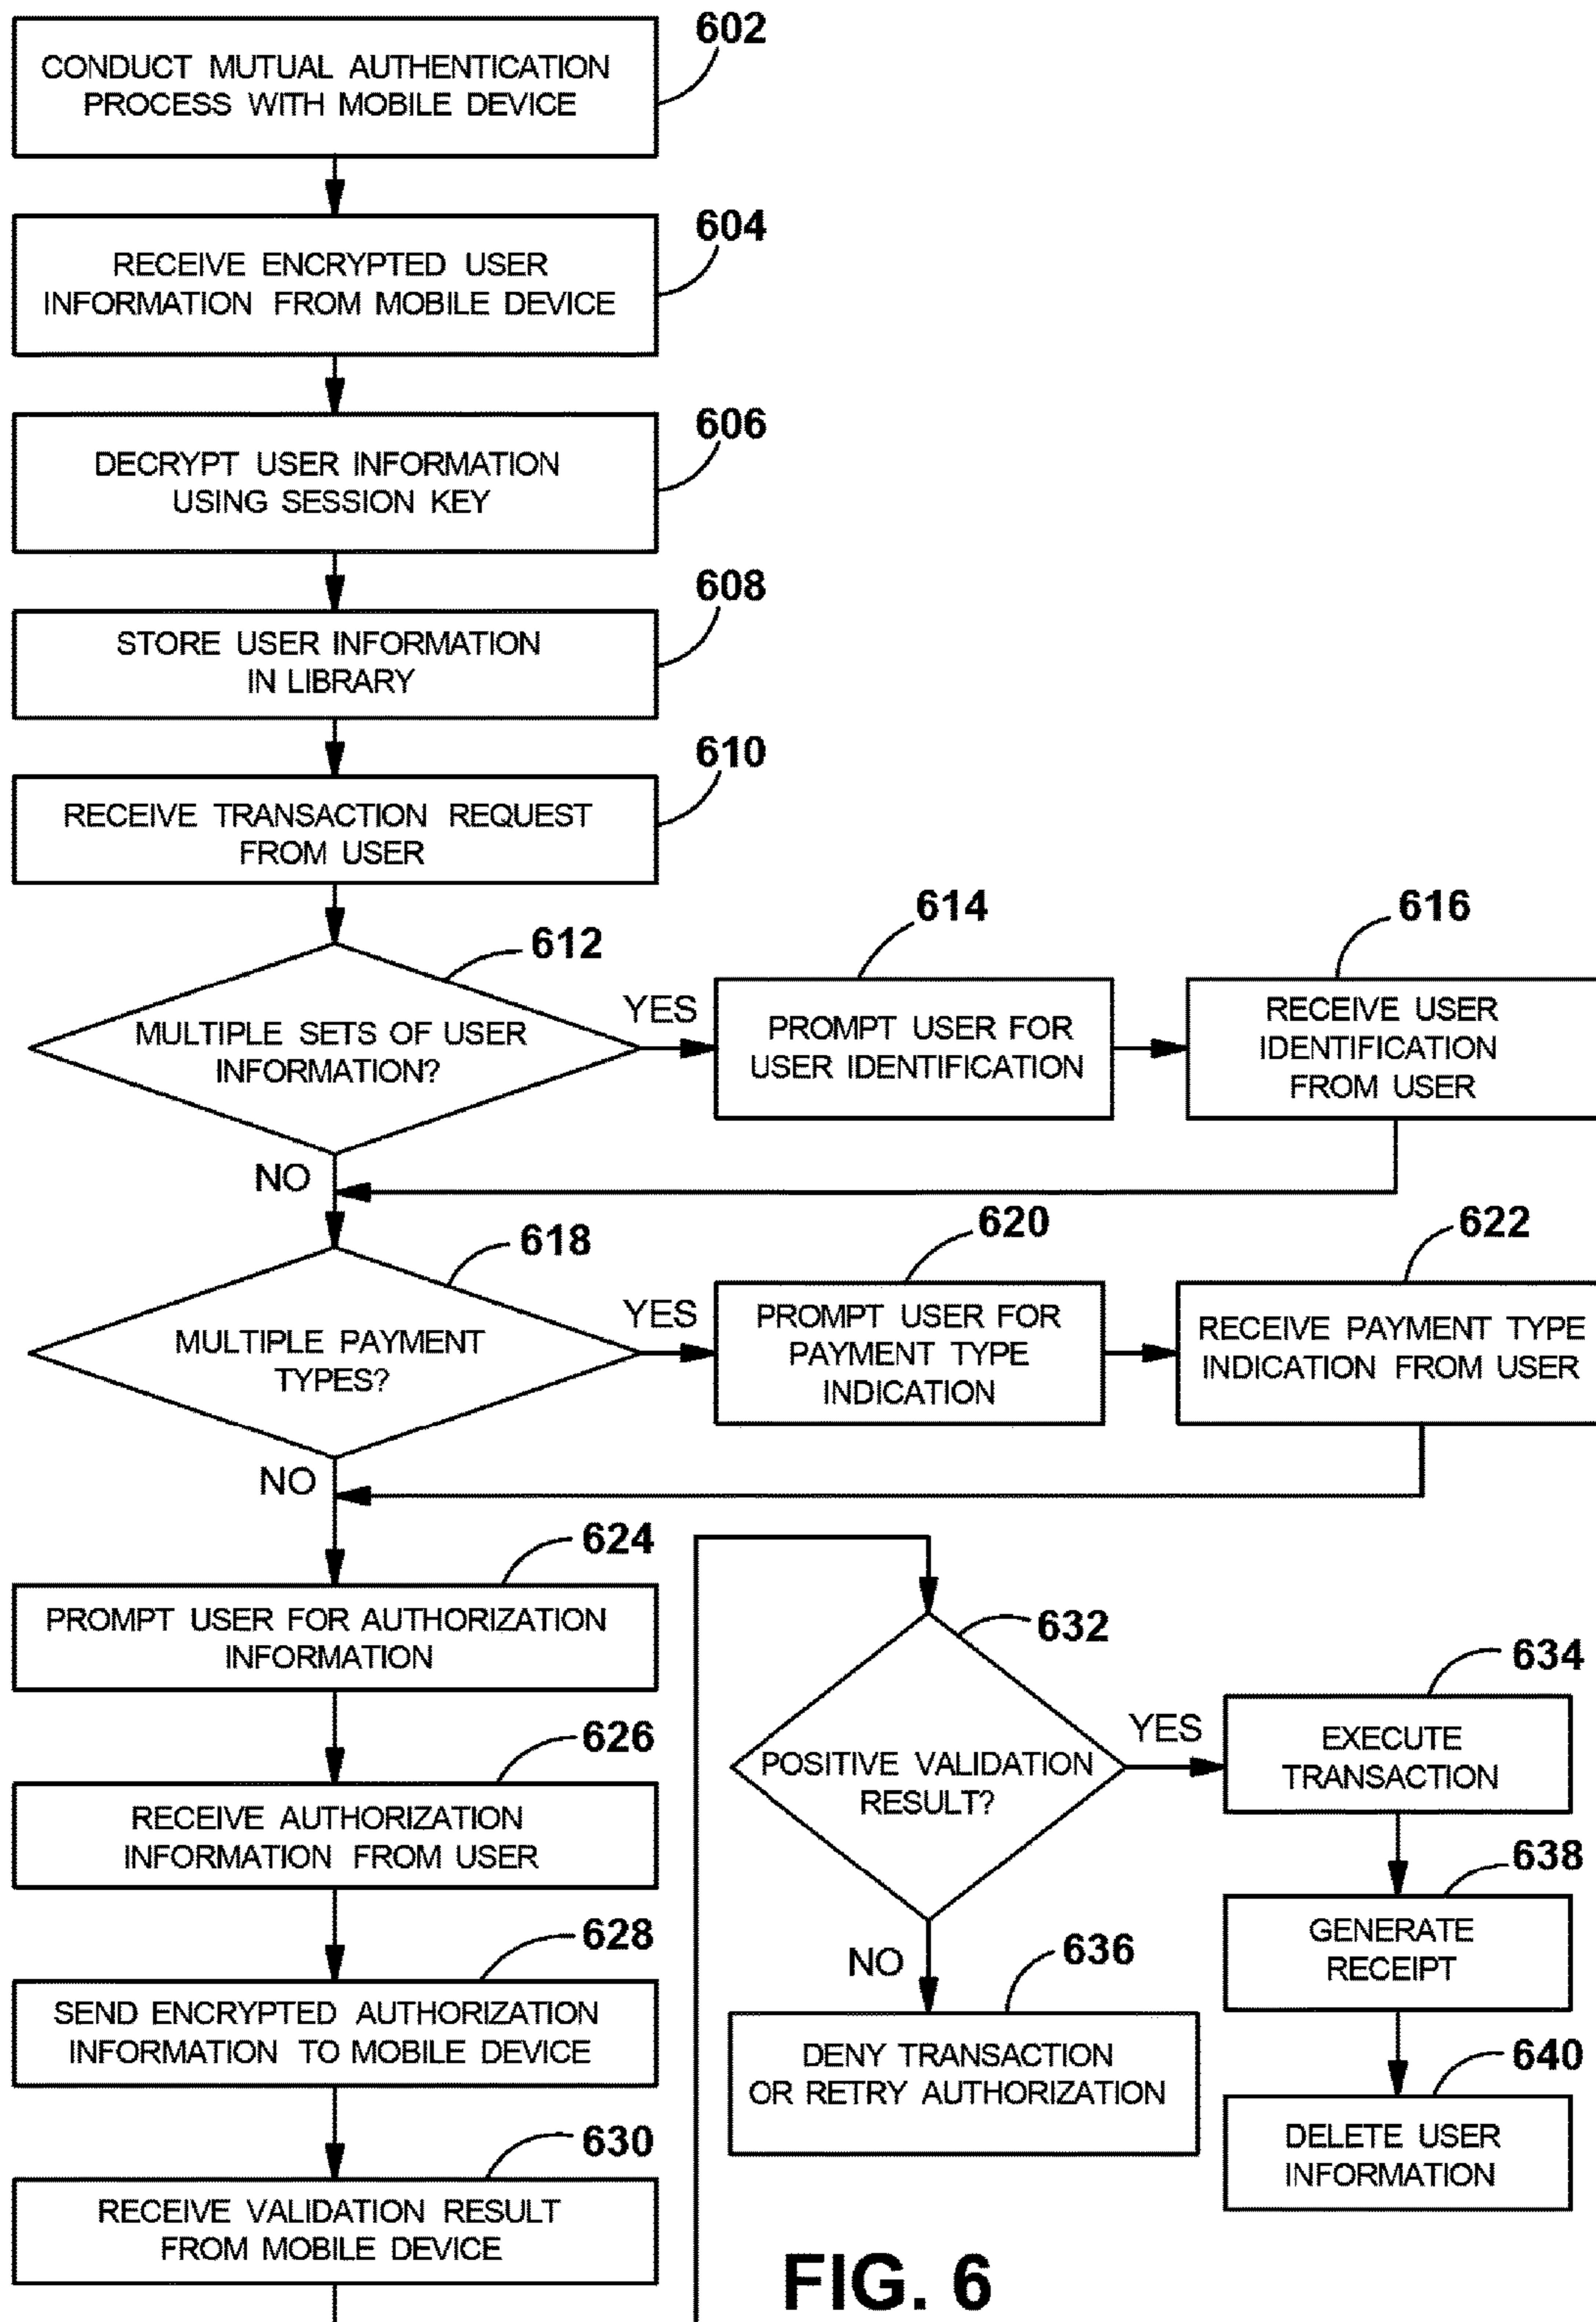 602
CONDUCT MUTUAL AUTHENTICATION
PROCESS WITH MOBILE DEVICE
604
RECEIVE ENCRYPTED USER
INFORMATION FROM MOBILE DEVICE
606
DECRYPT USER INFORMATION
USING SESSION KEY
608
STORE USER INFORMATION
IN LIBRARY
610
RECEIVE TRANSACTION REQUEST
FROM USER
612
MULTIPLE SETS OF USER
INFORMATION?
YES
614
PROMPT USER FOR
USER IDENTIFICATION
616
RECEIVE USER
IDENTIFICATION
FROM USER
NO
618
MULTIPLE PAYMENT
TYPES?
YES
620
PROMPT USER FOR
PAYMENT TYPE
INDICATION
622
RECEIVE PAYMENT TYPE
INDICATION FROM USER
NO
624
PROMPT USER FOR AUTHORIZATION
INFORMATION
626
RECEIVE AUTHORIZATION
INFORMATION FROM USER
628
SEND ENCRYPTED AUTHORIZATION
INFORMATION TO MOBILE DEVICE
630
RECEIVE VALIDATION RESULT
FROM MOBILE DEVICE
632
POSITIVE VALIDATION
RESULT?
YES
634
EXECUTE
TRANSACTION
NO
636
DENY TRANSACTION
OR RETRY AUTHORIZATION
638
GENERATE
RECEIPT
640
DELETE USER
INFORMATION
FIG. 6